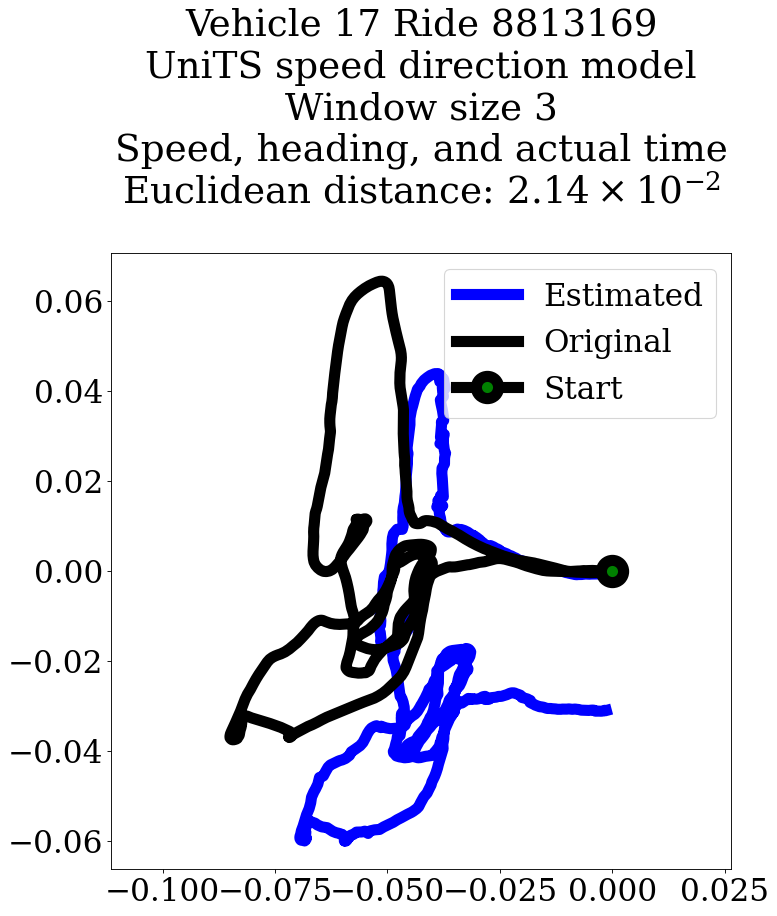 Vehicle 17 Ride 8813169
UniTS speed direction model
Window size 3
Speed, heading, and actual time
Euclidean distance: 2.14 × 10⁻²
Estimated
Original
Start
0.06
0.04
0.02
0.00
−0.02
−0.04
−0.06
−0.100 −0.075 −0.050 −0.025 0.000 0.025